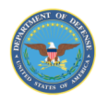 DEPARTMENT OF DEFENSE
UNITED STATES OF AMERICA